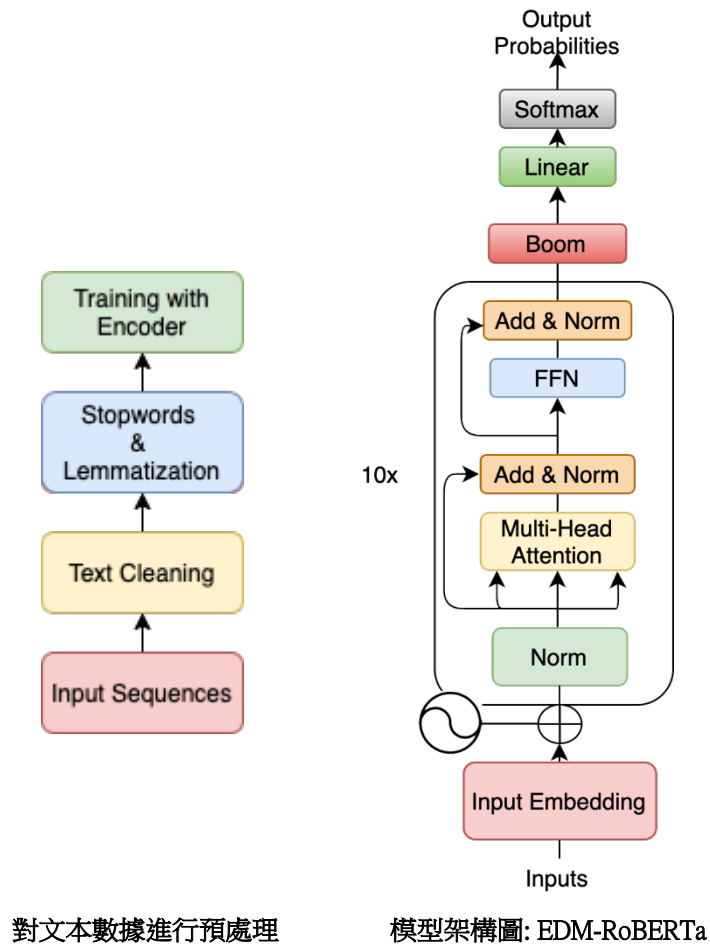 Training with
Encoder
Stopwords
&
Lemmatization
Text Cleaning
Input Sequences
對文本數據進行預處理
Output
Probabilities
Softmax
Linear
Boom
Add & Norm
FFN
10x
Add & Norm
Multi-Head
Attention
Norm
Input Embedding
Inputs
模型架構圖: EDM-RoBERTa